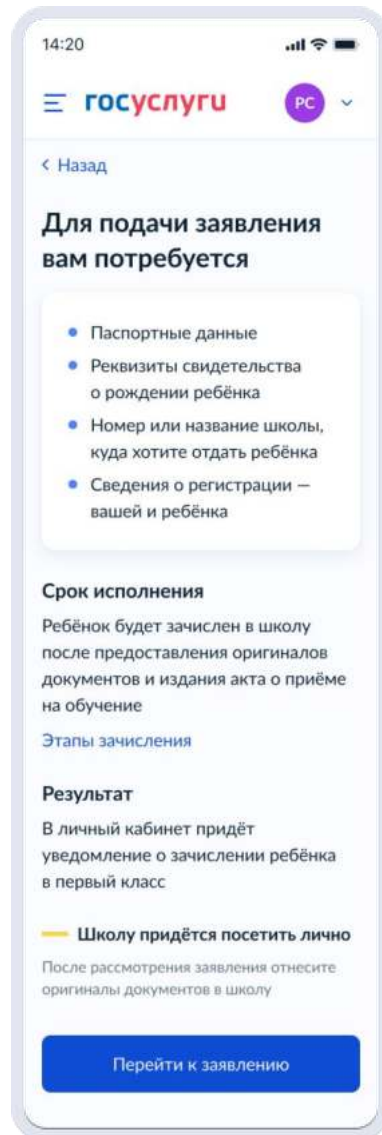 14:20
госуслуги
РС
Назад
Для подачи заявления
вам потребуется
Паспортные данные
Реквизиты свидетельства
о рождении ребёнка
Номер или название школы,
куда хотите отдать ребёнка
Сведения о регистрации —
вашей и ребёнка
Срок исполнения
Ребёнок будет зачислен в школу
после предоставления оригиналов
документов и издания акта о приёме
на обучение
Этапы зачисления
Результат
В личный кабинет придёт
уведомление о зачислении ребёнка
в первый класс
Школу придётся посетить лично
После рассмотрения заявления отнесите
оригиналы документов в школу
Перейти к заявлению